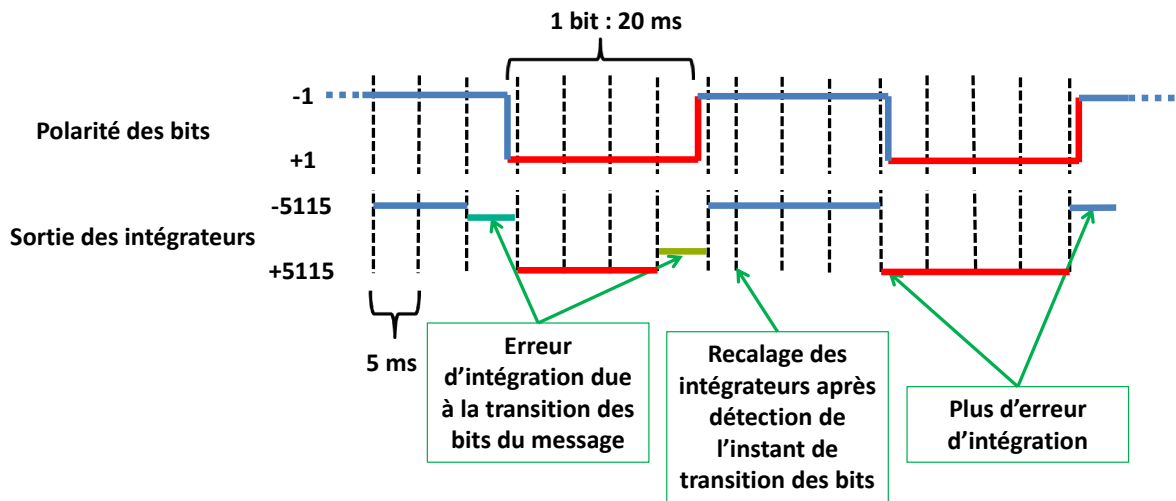 1 bit : 20 ms
-1
Polarité des bits
+1
-5115
Sortie des intégrateurs
+5115
5 ms
Erreur
d'intégration due
à la transition des
bits du message
Recalage des
intégrateurs après
détection de
l'instant de
transition des bits
Plus d'erreur
d'intégration